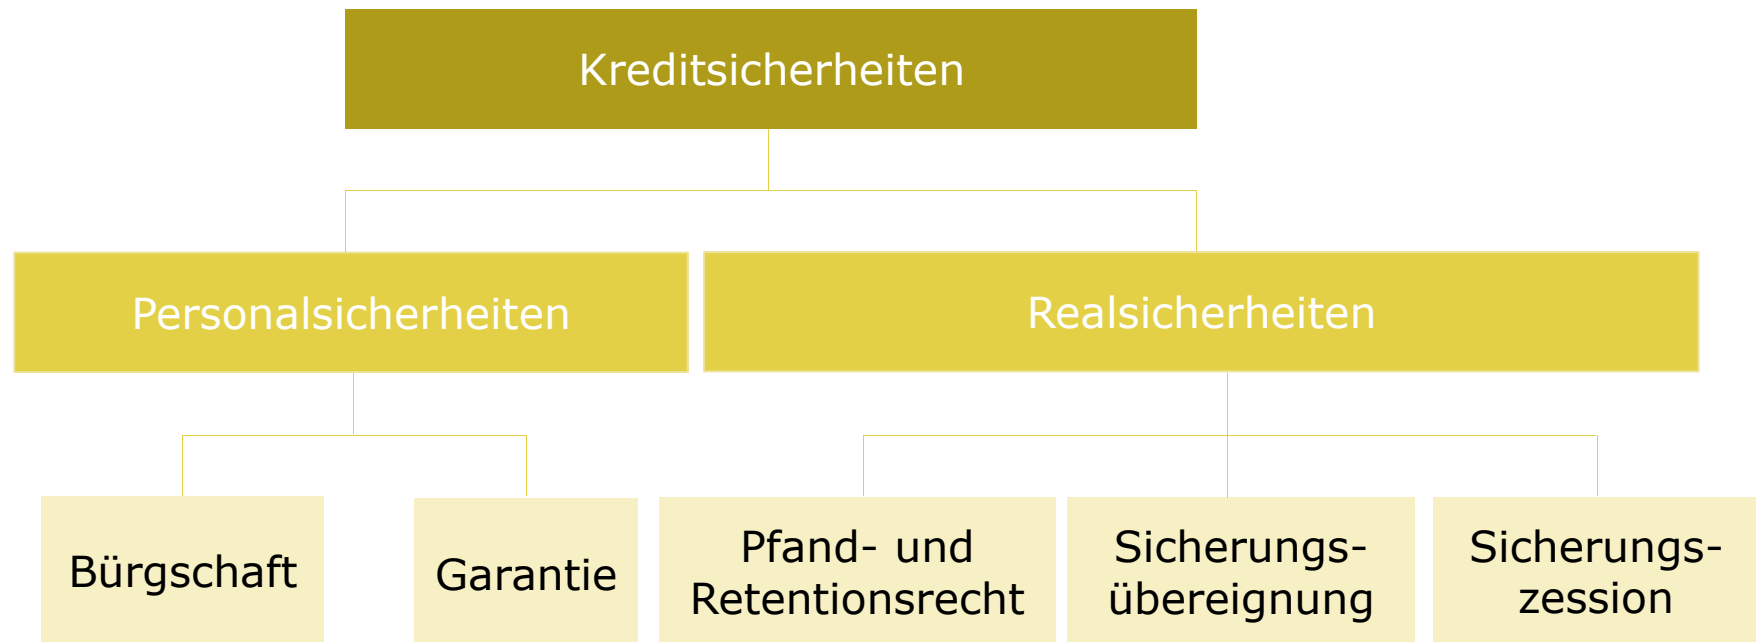 Kreditsicherheiten
Personalsicherheiten
Realsicherheiten
Bürgschaft
Garantie
Pfand- und
Retentionsrecht
Sicherungs-
übereignung
Sicherungs-
zession